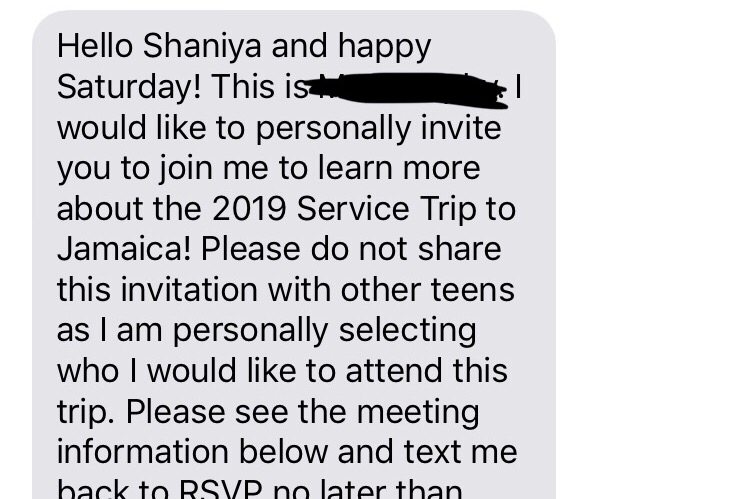 Hello Shaniya and happy
Saturday! This is I
would like to personally invite
you to join me to learn more
about the 2019 Service Trip to
Jamaica! Please do not share
this invitation with other teens
as I am personally selecting
who I would like to attend this
trip. Please see the meeting
information below and text me
back to RSVP no later than